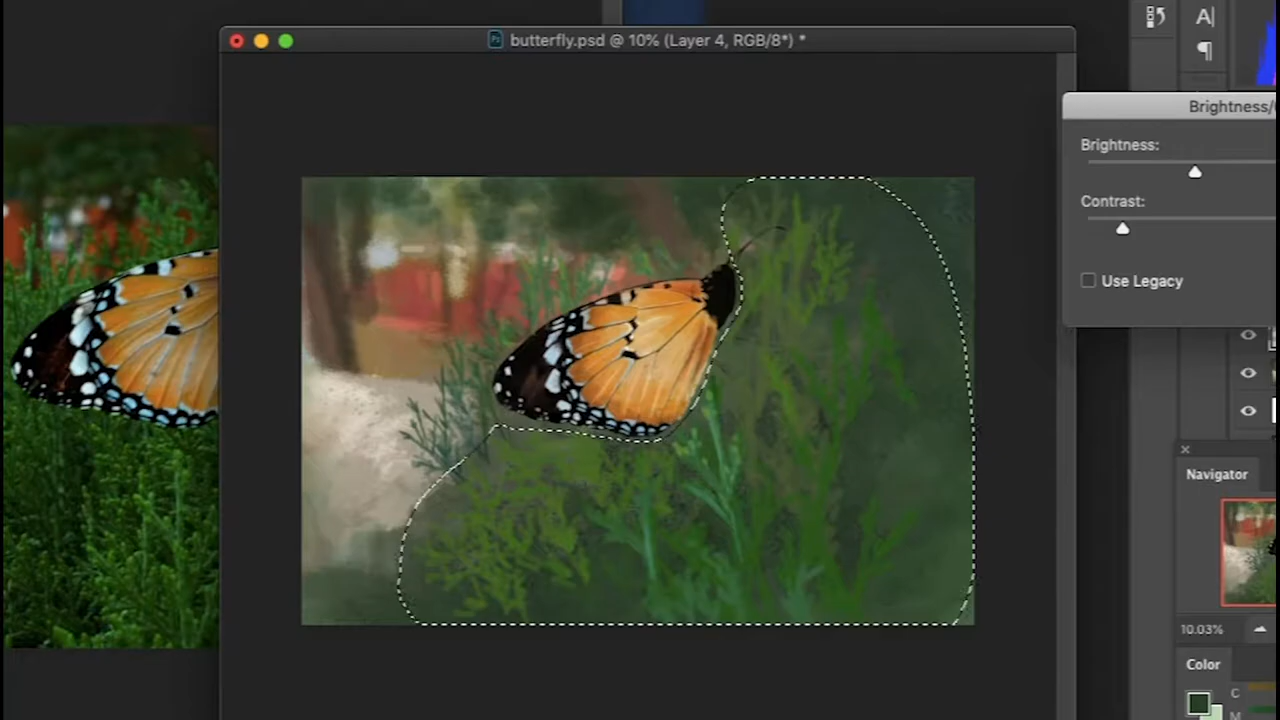 butterfly.psd @ 10% (Layer 4, RGB/8*) *
Brightness/
Brightness:
Contrast:
Use Legacy
Navigator
10.03%
Color
C